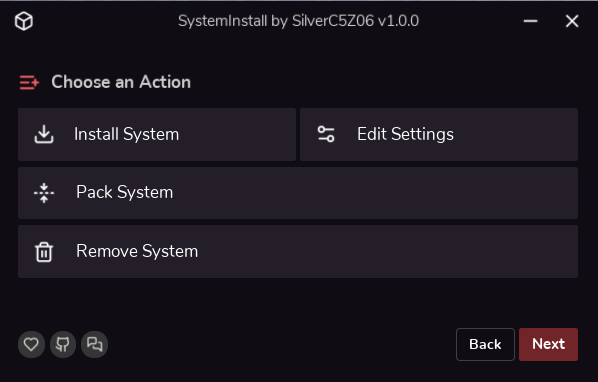 SystemInstall by SilverC5Z06 v1.0.0
Choose an Action
Install System
Edit Settings
Pack System
Remove System
Back
Next